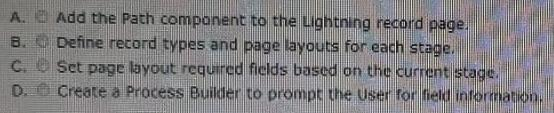 A. Add the Path component to the Lightning record page.
B. Define record types and page layouts for each stage.
C. Set page layout required fields based on the current stage.
D. Create a Process Builder to prompt the User for field information.